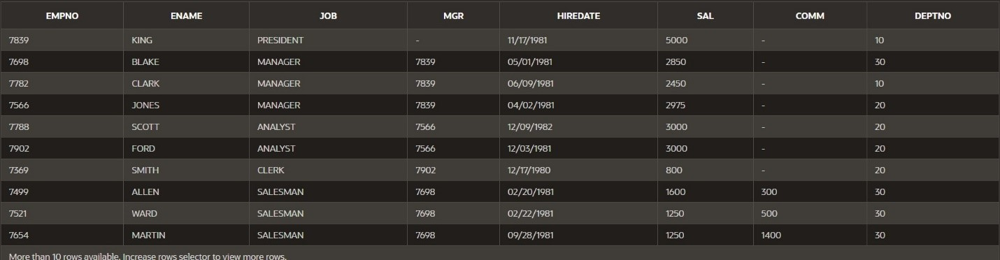 EMPNO ENAME JOB MGR HIREDATE SAL COMM DEPTNO
7839 KING PRESIDENT - 11/17/1981 5000 - 10
7698 BLAKE MANAGER 7839 05/01/1981 2850 - 30
7782 CLARK MANAGER 7839 06/09/1981 2450 - 10
7566 JONES MANAGER 7839 04/02/1981 2975 - 20
7788 SCOTT ANALYST 7566 12/09/1982 3000 - 20
7902 FORD ANALYST 7566 12/03/1981 3000 - 20
7369 SMITH CLERK 7902 12/17/1980 800 - 20
7499 ALLEN SALESMAN 7698 02/20/1981 1600 300 30
7521 WARD SALESMAN 7698 02/22/1981 1250 500 30
7654 MARTIN SALESMAN 7698 09/28/1981 1250 1400 30
More than 10 rows available. Increase rows selector to view more rows.